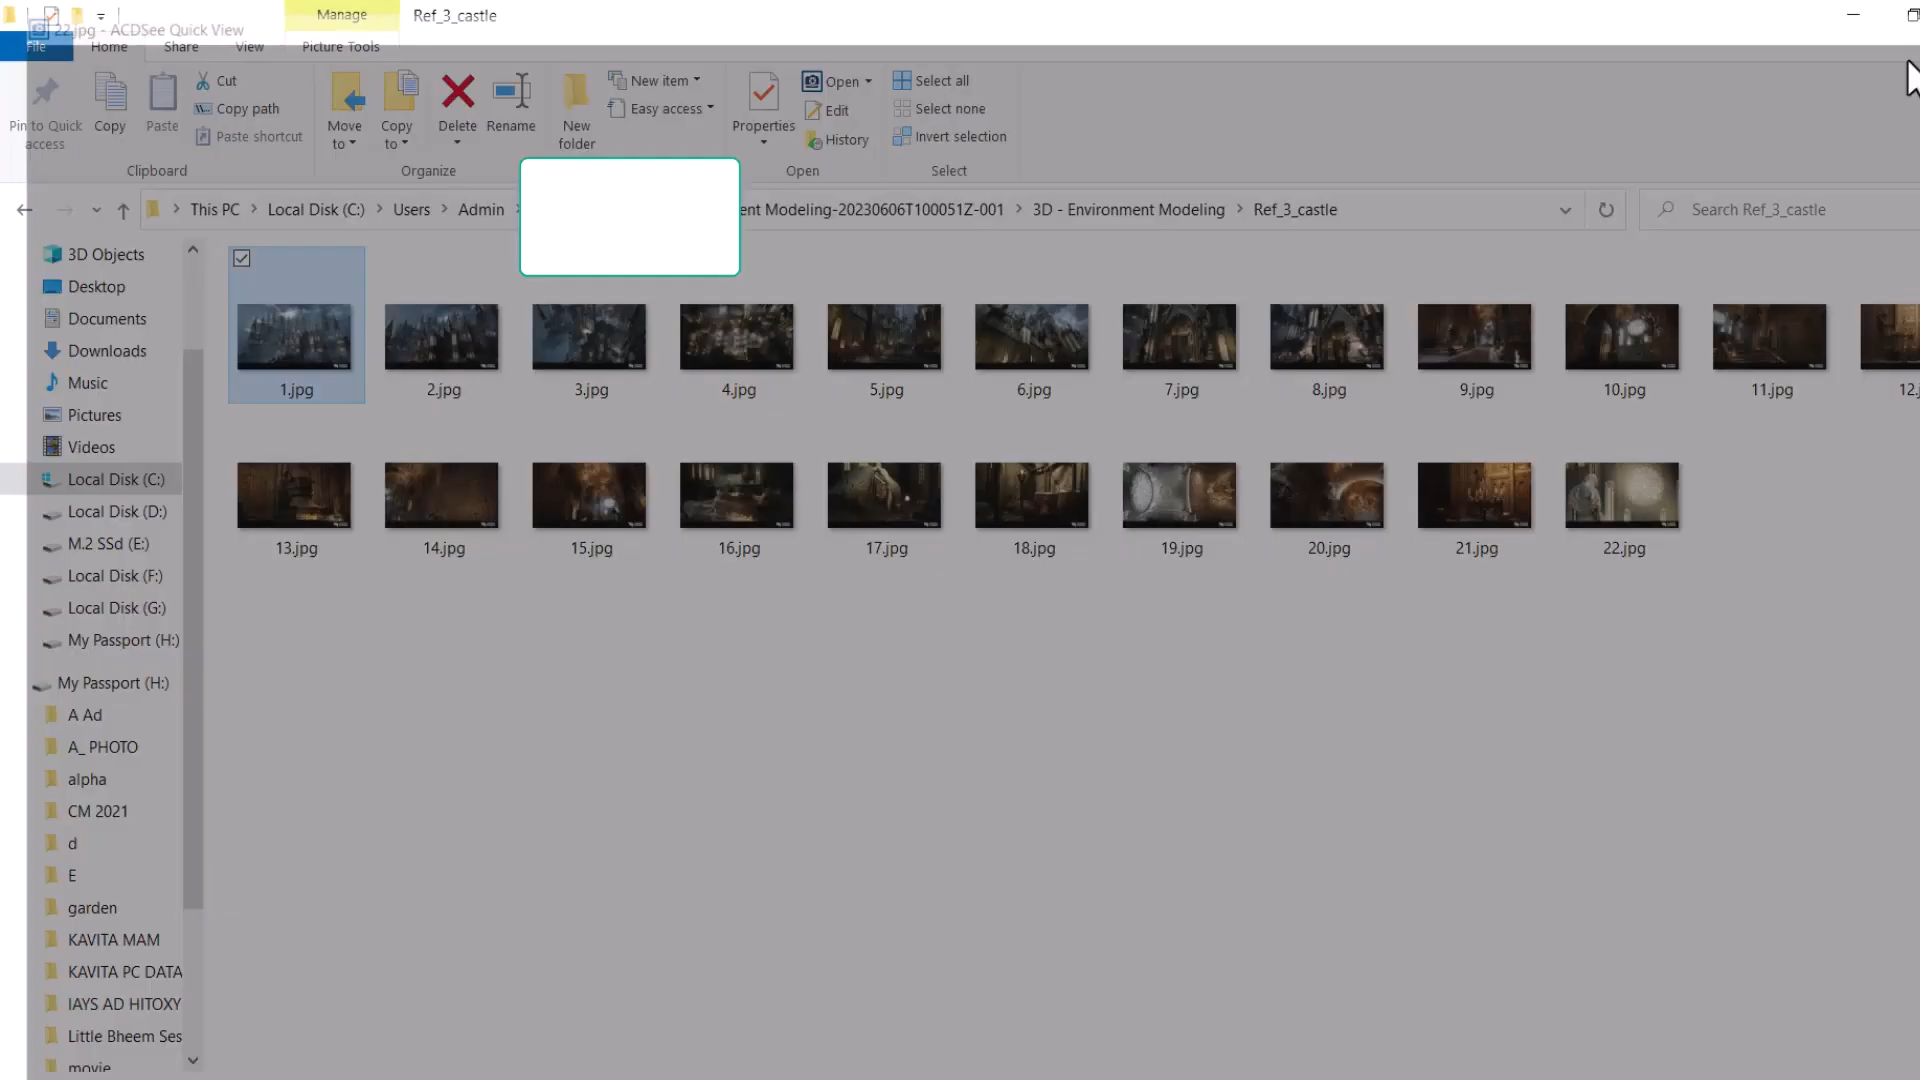 22.jpg - ACDSee Quick View
Manage
Ref_3_castle
File
Home
Share
View
Picture Tools
Pin to Quick access
Copy
Paste
Cut
Copy path
Paste shortcut
Clipboard
Move to
Copy to
Delete
Rename
Organize
New folder
New item
Easy access
Properties
Open
Edit
History
Open
Select all
Select none
Invert selection
Select
This PC
Local Disk (C:)
Users
Admin
ent Modeling-20230606T100051Z-001
3D - Environment Modeling
Ref_3_castle
Search Ref_3_castle
3D Objects
Desktop
Documents
Downloads
Music
Pictures
Videos
Local Disk (C:)
Local Disk (D:)
M.2 SSd (E:)
Local Disk (F:)
Local Disk (G:)
My Passport (H:)
My Passport (H:)
A Ad
A_ PHOTO
alpha
CM 2021
d
E
garden
KAVITA MAM
KAVITA PC DATA
IAYS AD HITOXY
Little Bheem Ses
movie
1.jpg
2.jpg
3.jpg
4.jpg
5.jpg
6.jpg
7.jpg
8.jpg
9.jpg
10.jpg
11.jpg
12.j
13.jpg
14.jpg
15.jpg
16.jpg
17.jpg
18.jpg
19.jpg
20.jpg
21.jpg
22.jpg